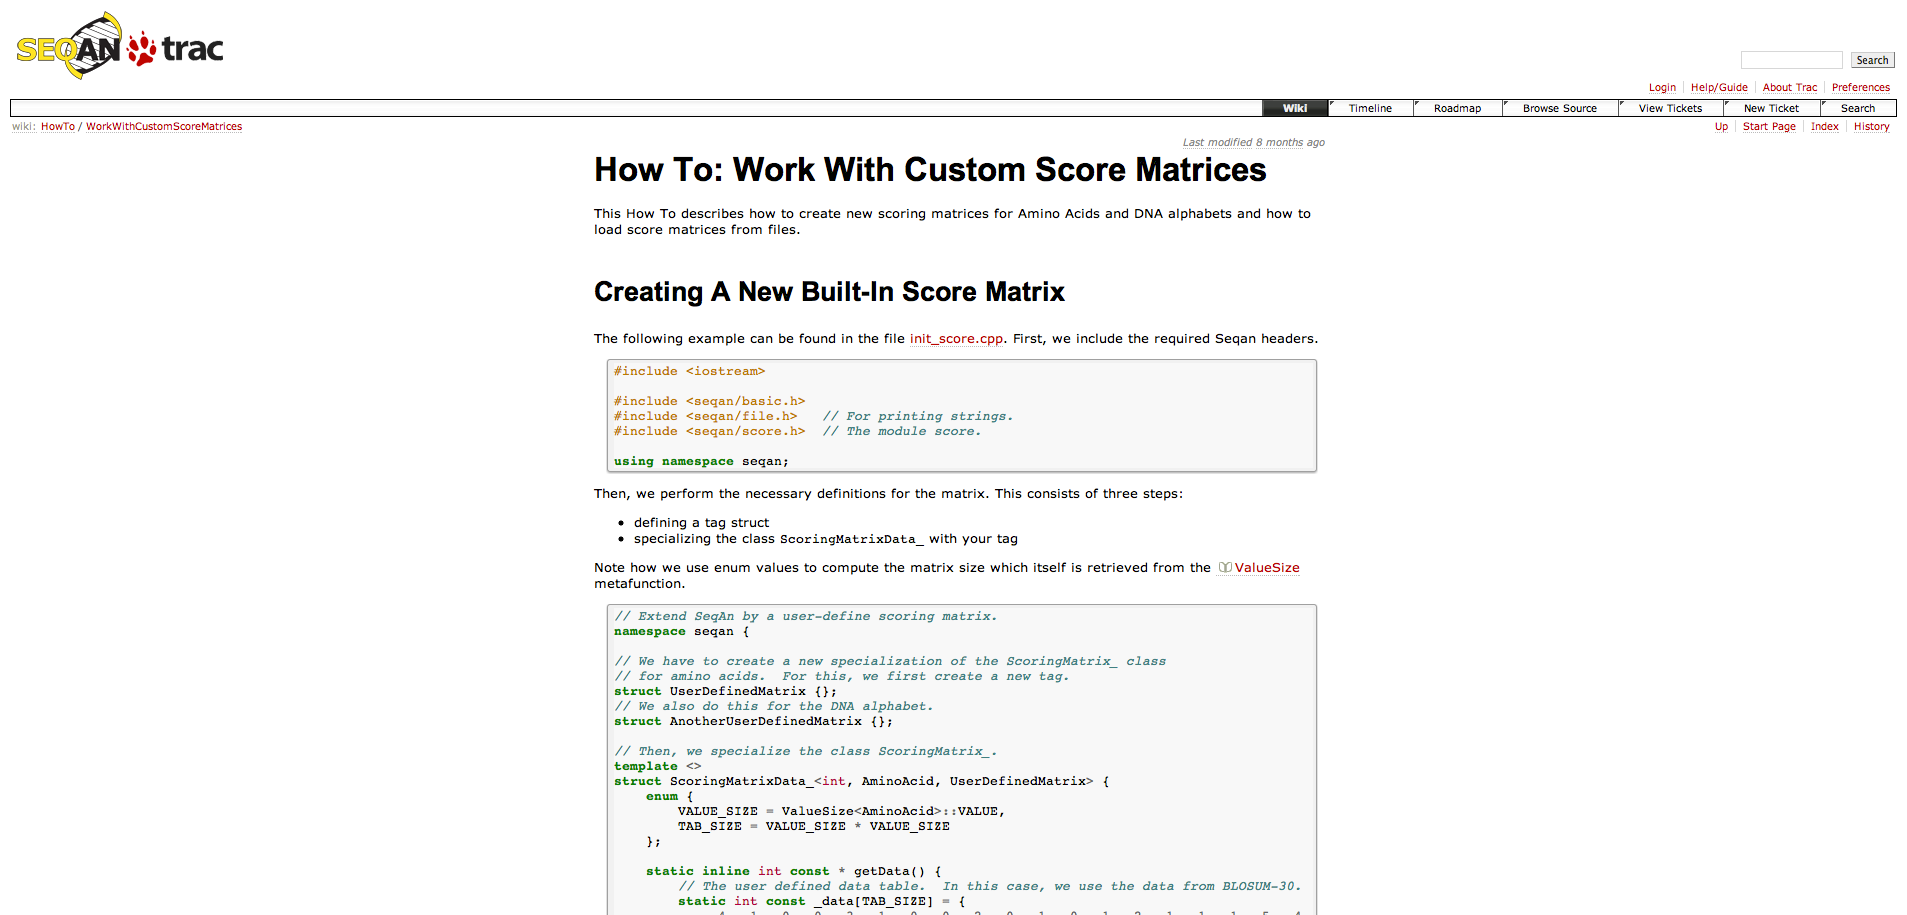 SEQAN trac
Search
Login Help/Guide About Trac Preferences
Wiki Timeline Roadmap Browse Source View Tickets New Ticket Search
wiki: HowTo / WorkWithCustomScoreMatrices
Up Start Page Index History
Last modified 8 months ago
How To: Work With Custom Score Matrices
This How To describes how to create new scoring matrices for Amino Acids and DNA alphabets and how to
load score matrices from files.
Creating A New Built-In Score Matrix
The following example can be found in the file init_score.cpp. First, we include the required Seqan headers.
#include <iostream>
#include <seqan/basic.h>
#include <seqan/file.h>   // For printing strings.
#include <seqan/score.h>  // The module score.
using namespace seqan;
Then, we perform the necessary definitions for the matrix. This consists of three steps:
• defining a tag struct
• specializing the class ScoringMatrixData_ with your tag
Note how we use enum values to compute the matrix size which itself is retrieved from the ValueSize
metafunction.
// Extend SeqAn by a user-define scoring matrix.
namespace seqan {
// We have to create a new specialization of the ScoringMatrix_ class
// for amino acids.  For this, we first create a new tag.
struct UserDefinedMatrix {};
// We also do this for the DNA alphabet.
struct AnotherUserDefinedMatrix {};
// Then, we specialize the class ScoringMatrix_.
template <>
struct ScoringMatrixData_<int, AminoAcid, UserDefinedMatrix> {
    enum {
        VALUE_SIZE = ValueSize<AminoAcid>::VALUE,
        TAB_SIZE = VALUE_SIZE * VALUE_SIZE
    };
    static inline int const * getData() {
        // The user defined data table.  In this case, we use the data from BLOSUM-30.
        static int const _data[TAB_SIZE] = {